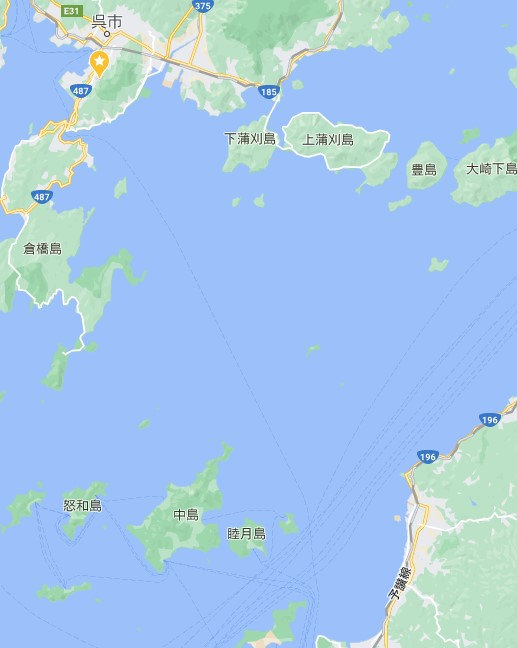 375
E31
呉市
487
185
下蒲刈島
上蒲刈島
豊島
大崎下島
487
倉橋島
196
196
怒和島
中島
睦月島
予讃線